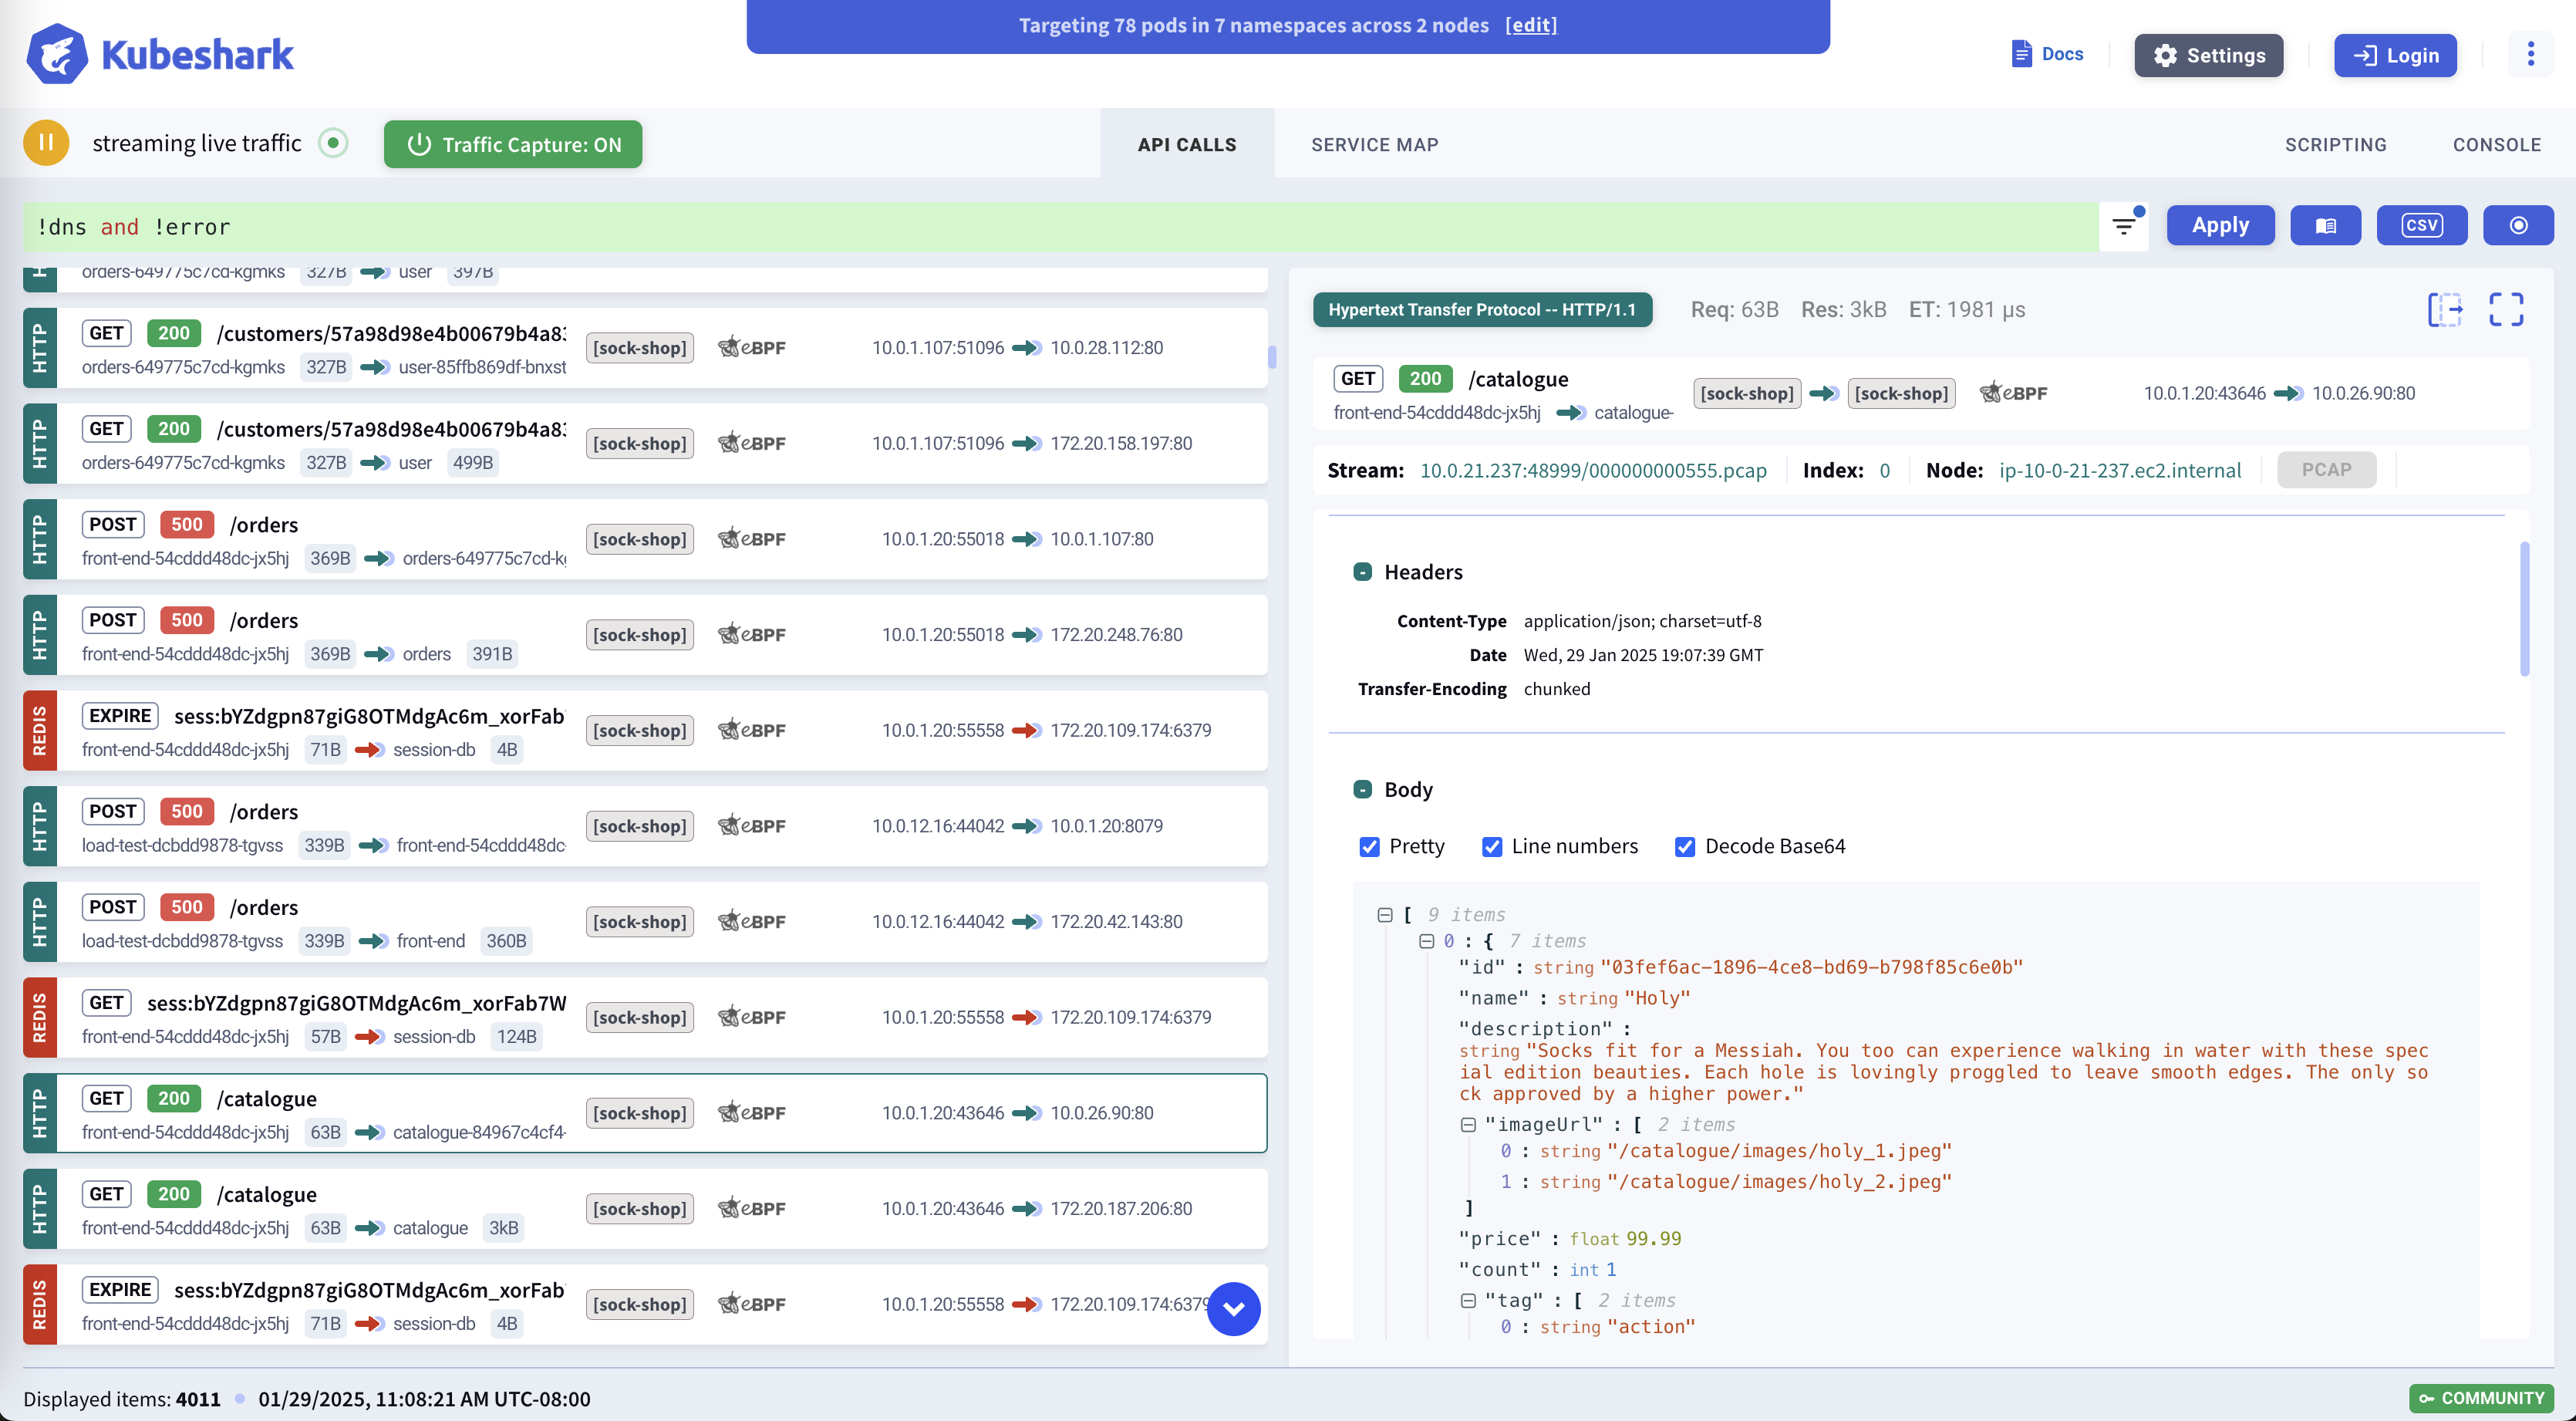 Targeting 78 pods in 7 namespaces across 2 nodes [edit]
Kubeshark
Docs
Settings
Login
streaming live traffic
Traffic Capture: ON
API CALLS
SERVICE MAP
SCRIPTING
CONSOLE
!dns and !error
Apply
CSV
orders-649775c7cd-kgmks 327B user 397B
HTTP
GET 200 /customers/57a98d98e4b00679b4a83
orders-649775c7cd-kgmks 327B user-85ffb869df-bnxst
[sock-shop] eBPF 10.0.1.107:51096 10.0.28.112:80
HTTP
GET 200 /customers/57a98d98e4b00679b4a83
orders-649775c7cd-kgmks 327B user 499B
[sock-shop] eBPF 10.0.1.107:51096 172.20.158.197:80
HTTP
POST 500 /orders
front-end-54cddd48dc-jx5hj 369B orders-649775c7cd-k
[sock-shop] eBPF 10.0.1.20:55018 10.0.1.107:80
HTTP
POST 500 /orders
front-end-54cddd48dc-jx5hj 369B orders 391B
[sock-shop] eBPF 10.0.1.20:55018 172.20.248.76:80
REDIS
EXPIRE sess:bYZdgpn87giG8OTMdgAc6m_xorFab
front-end-54cddd48dc-jx5hj 71B session-db 4B
[sock-shop] eBPF 10.0.1.20:55558 172.20.109.174:6379
HTTP
POST 500 /orders
load-test-dcbdd9878-tgvss 339B front-end-54cddd48dc-
[sock-shop] eBPF 10.0.12.16:44042 10.0.1.20:8079
HTTP
POST 500 /orders
load-test-dcbdd9878-tgvss 339B front-end 360B
[sock-shop] eBPF 10.0.12.16:44042 172.20.42.143:80
REDIS
GET sess:bYZdgpn87giG8OTMdgAc6m_xorFab7W
front-end-54cddd48dc-jx5hj 57B session-db 124B
[sock-shop] eBPF 10.0.1.20:55558 172.20.109.174:6379
HTTP
GET 200 /catalogue
front-end-54cddd48dc-jx5hj 63B catalogue-84967c4cf4-
[sock-shop] eBPF 10.0.1.20:43646 10.0.26.90:80
HTTP
GET 200 /catalogue
front-end-54cddd48dc-jx5hj 63B catalogue 3kB
[sock-shop] eBPF 10.0.1.20:43646 172.20.187.206:80
REDIS
EXPIRE sess:bYZdgpn87giG8OTMdgAc6m_xorFab
front-end-54cddd48dc-jx5hj 71B session-db 4B
[sock-shop] eBPF 10.0.1.20:55558 172.20.109.174:6379
Hypertext Transfer Protocol -- HTTP/1.1 Req: 63B Res: 3kB ET: 1981 µs
GET 200 /catalogue
front-end-54cddd48dc-jx5hj catalogue-
[sock-shop] [sock-shop] eBPF 10.0.1.20:43646 10.0.26.90:80
Stream: 10.0.21.237:48999/000000000555.pcap Index: 0 Node: ip-10-0-21-237.ec2.internal PCAP
- Headers
Content-Type application/json; charset=utf-8
Date Wed, 29 Jan 2025 19:07:39 GMT
Transfer-Encoding chunked
- Body
Pretty Line numbers Decode Base64
[ 9 items
0 : { 7 items
"id" : string "03fef6ac-1896-4ce8-bd69-b798f85c6e0b"
"name" : string "Holy"
"description" :
string "Socks fit for a Messiah. You too can experience walking in water with these spec
ial edition beauties. Each hole is lovingly proggled to leave smooth edges. The only so
ck approved by a higher power."
"imageUrl" : [ 2 items
0 : string "/catalogue/images/holy_1.jpeg"
1 : string "/catalogue/images/holy_2.jpeg"
]
"price" : float 99.99
"count" : int 1
"tag" : [ 2 items
0 : string "action"
Displayed items: 4011 01/29/2025, 11:08:21 AM UTC-08:00
COMMUNITY